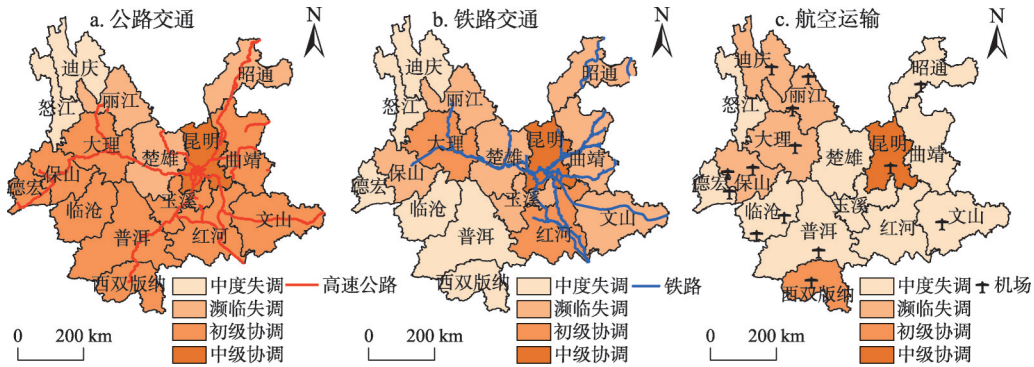 a. 公路交通
N
迪庆
昭通
怒江
丽江
大理
楚雄
昆明
曲靖
德宏
保山
临沧
玉溪
文山
普洱
红河
西双版纳
中度失调
高速公路
濒临失调
初级协调
中级协调
0 200 km
b. 铁路交通
N
迪庆
昭通
怒江
丽江
大理
楚雄
昆明
曲靖
德宏
保山
临沧
玉溪
文山
普洱
红河
西双版纳
中度失调
铁路
濒临失调
初级协调
中级协调
0 200 km
c. 航空运输
N
迪庆
昭通
怒江
丽江
大理
楚雄
昆明
曲靖
德宏
保山
临沧
玉溪
文山
普洱
红河
西双版纳
中度失调
机场
濒临失调
初级协调
中级协调
0 200 km